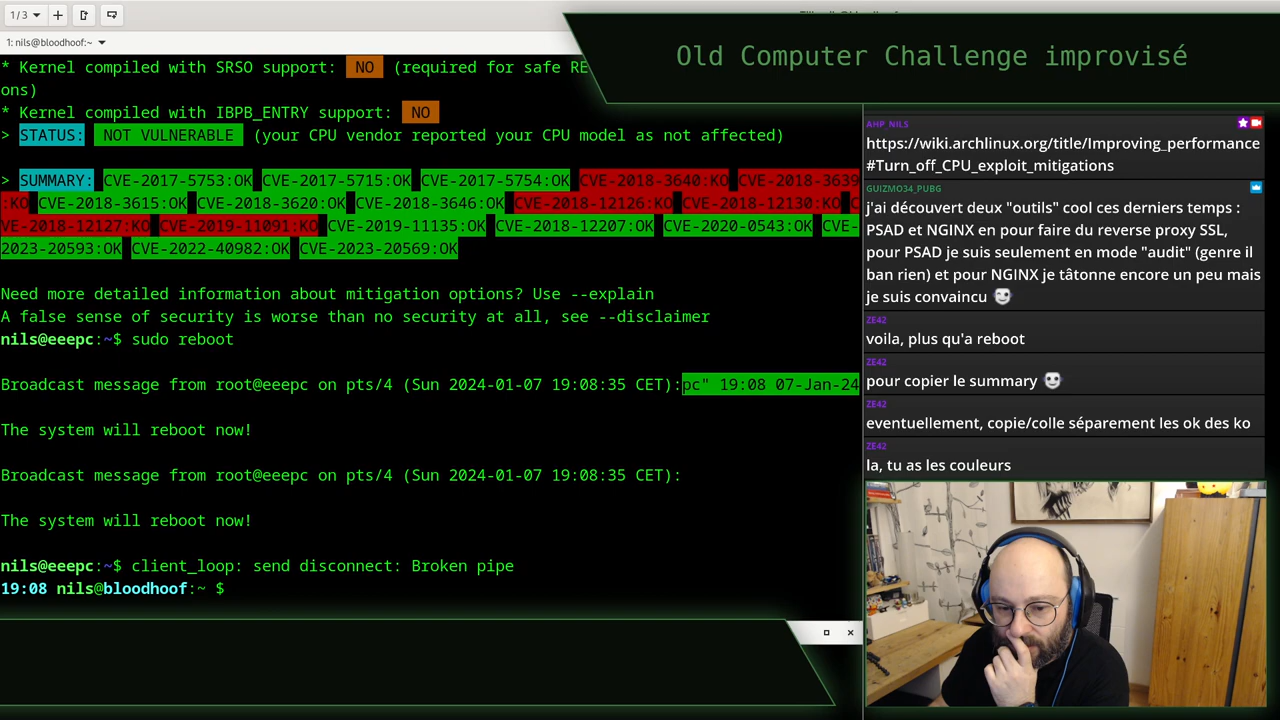 1/3
1: nils@bloodhoof:~
Old Computer Challenge improvisé
* Kernel compiled with SRSO support: NO (required for safe RE
ons)
* Kernel compiled with IBPB_ENTRY support: NO
> STATUS: NOT VULNERABLE (your CPU vendor reported your CPU model as not affected)
> SUMMARY: CVE-2017-5753:OK CVE-2017-5715:OK CVE-2017-5754:OK CVE-2018-3640:KO CVE-2018-3639
:KO CVE-2018-3615:OK CVE-2018-3620:OK CVE-2018-3646:OK CVE-2018-12126:KO CVE-2018-12130:KO C
VE-2018-12127:KO CVE-2019-11091:KO CVE-2019-11135:OK CVE-2018-12207:OK CVE-2020-0543:OK CVE-
2023-20593:OK CVE-2022-40982:OK CVE-2023-20569:OK
Need more detailed information about mitigation options? Use --explain
A false sense of security is worse than no security at all, see --disclaimer
nils@eeepc:~$ sudo reboot
Broadcast message from root@eeepc on pts/4 (Sun 2024-01-07 19:08:35 CET):pc" 19:08 07-Jan-24
The system will reboot now!
Broadcast message from root@eeepc on pts/4 (Sun 2024-01-07 19:08:35 CET):
The system will reboot now!
nils@eeepc:~$ client_loop: send disconnect: Broken pipe
19:08 nils@bloodhoof:~ $
AHP_NILS
https://wiki.archlinux.org/title/Improving_performance
#Turn_off_CPU_exploit_mitigations
GUIZMO34_PUBG
j'ai découvert deux "outils" cool ces derniers temps :
PSAD et NGINX en pour faire du reverse proxy SSL,
pour PSAD je suis seulement en mode "audit" (genre il
ban rien) et pour NGINX je tâtonne encore un peu mais
je suis convaincu
ZE42
voila, plus qu'a reboot
ZE42
pour copier le summary
ZE42
eventuellement, copie/colle séparement les ok des ko
ZE42
la, tu as les couleurs